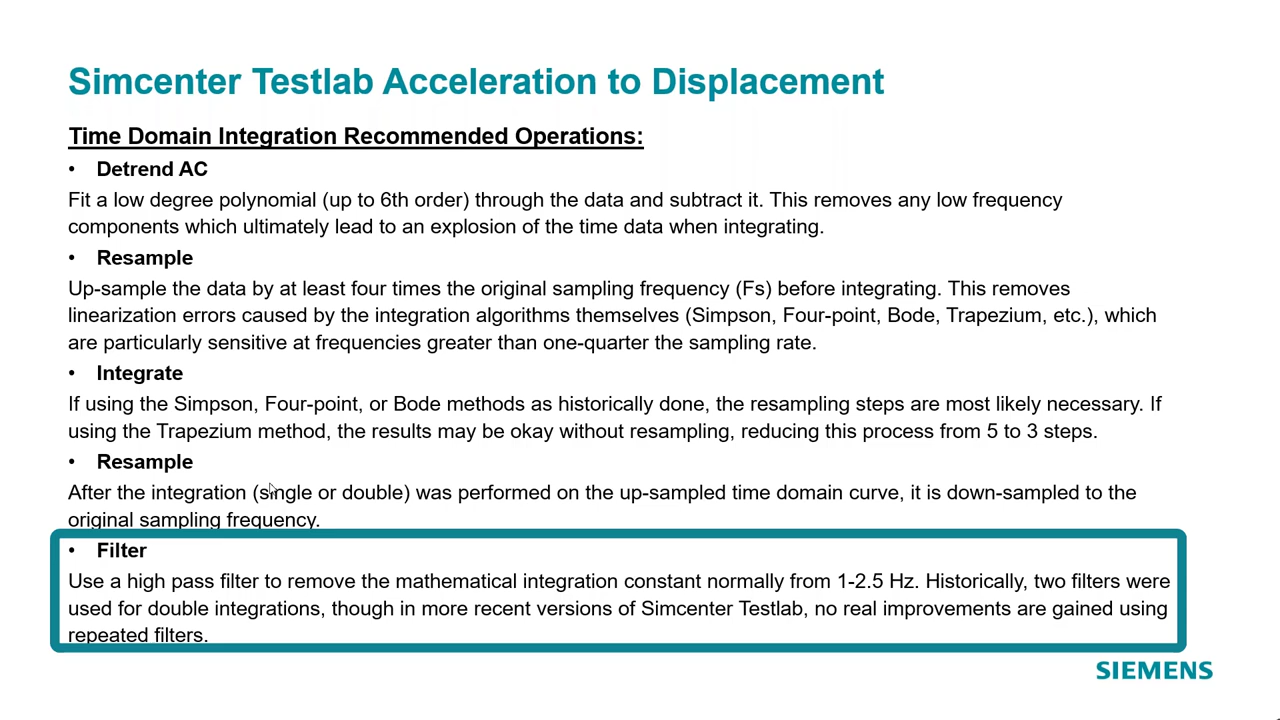 Simcenter Testlab Acceleration to Displacement
Time Domain Integration Recommended Operations:
• Detrend AC
Fit a low degree polynomial (up to 6th order) through the data and subtract it. This removes any low frequency
components which ultimately lead to an explosion of the time data when integrating.
• Resample
Up-sample the data by at least four times the original sampling frequency (Fs) before integrating. This removes
linearization errors caused by the integration algorithms themselves (Simpson, Four-point, Bode, Trapezium, etc.), which
are particularly sensitive at frequencies greater than one-quarter the sampling rate.
• Integrate
If using the Simpson, Four-point, or Bode methods as historically done, the resampling steps are most likely necessary. If
using the Trapezium method, the results may be okay without resampling, reducing this process from 5 to 3 steps.
• Resample
After the integration (single or double) was performed on the up-sampled time domain curve, it is down-sampled to the
original sampling frequency.
• Filter
Use a high pass filter to remove the mathematical integration constant normally from 1-2.5 Hz. Historically, two filters were
used for double integrations, though in more recent versions of Simcenter Testlab, no real improvements are gained using
repeated filters.
SIEMENS